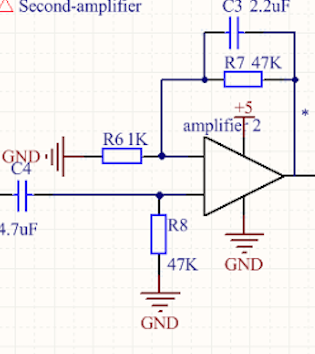 Second-amplifier
C3 2.2uF
R7 47K
+5
amplifier 2
*
R6 1K
GND
C4
4.7uF
R8
47K
GND
GND